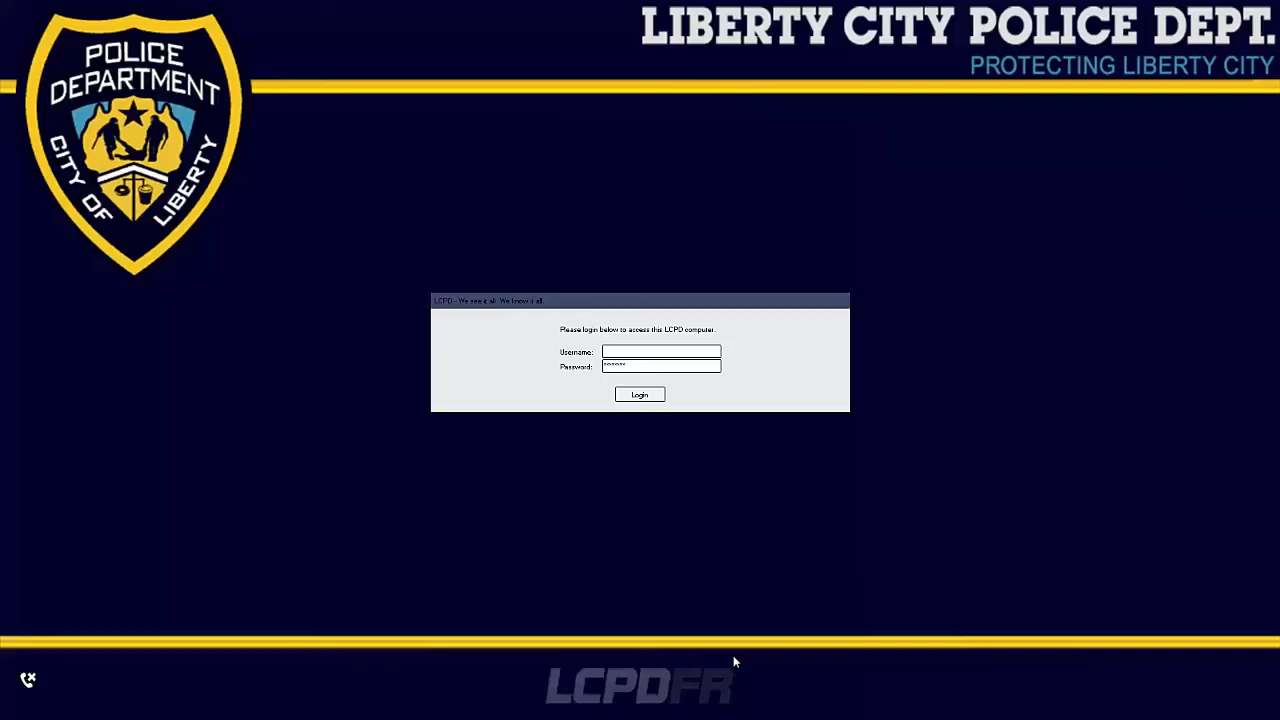 LIBERTY CITY POLICE DEPT.
PROTECTING LIBERTY CITY
POLICE
DEPARTMENT
CITY OF
LIBERTY
LCPD - We see it all. We know it all.
Please login below to access this LCPD computer.
Username:
Password: ******
Login
LCPDFR